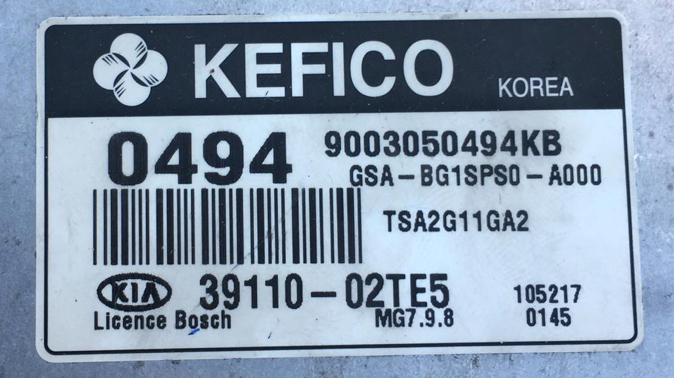 KEFICO KOREA
0494 9003050494KB
GSA-BG1SPS0-A000
TSA2G11GA2
KIA 39110-02TE5 105217
Licence Bosch MG7.9.8 0145